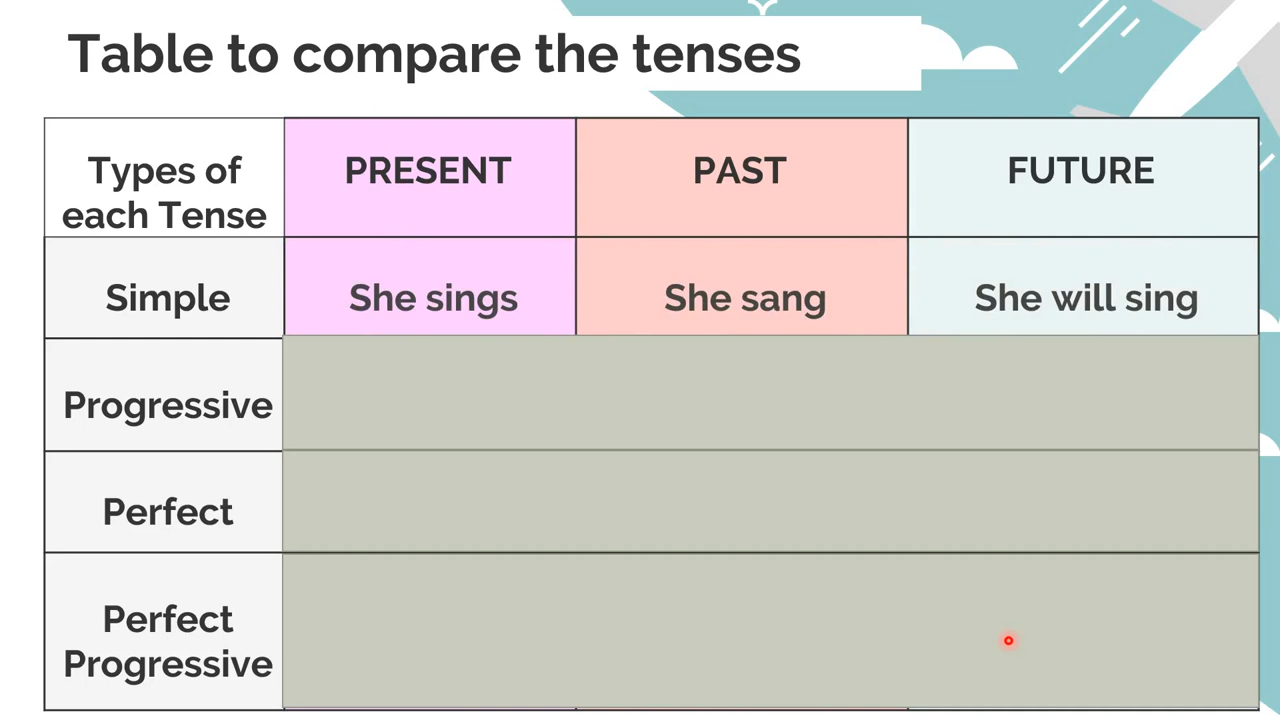 Table to compare the tenses
Types of
each Tense
PRESENT
PAST
FUTURE
Simple
She sings
She sang
She will sing
Progressive
Perfect
Perfect
Progressive